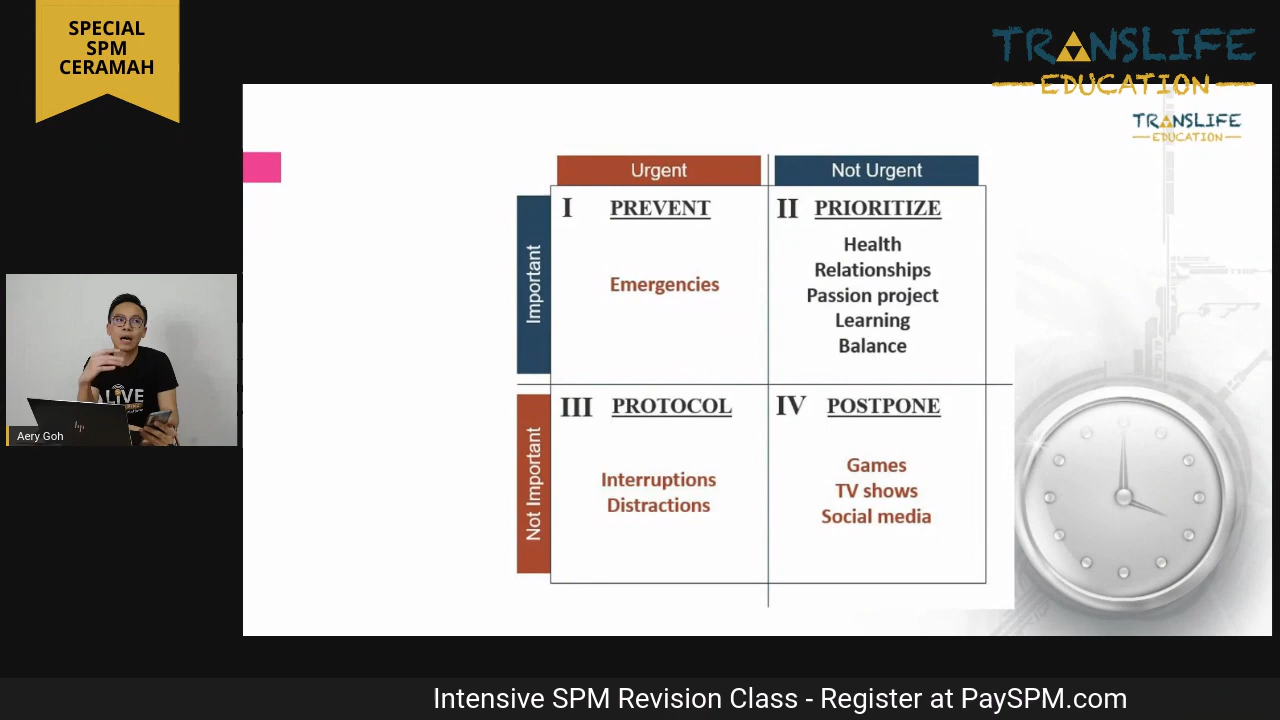 SPECIAL
SPM
CERAMAH
TRANSLIFE
EDUCATION
TRANSLIFE
EDUCATION
Urgent
Not Urgent
Important
I PREVENT
Emergencies
II PRIORITIZE
Health
Relationships
Passion project
Learning
Balance
Not Important
III PROTOCOL
Interruptions
Distractions
IV POSTPONE
Games
TV shows
Social media
ALiVE
hp
Aery Goh
Intensive SPM Revision Class - Register at PaySPM.com